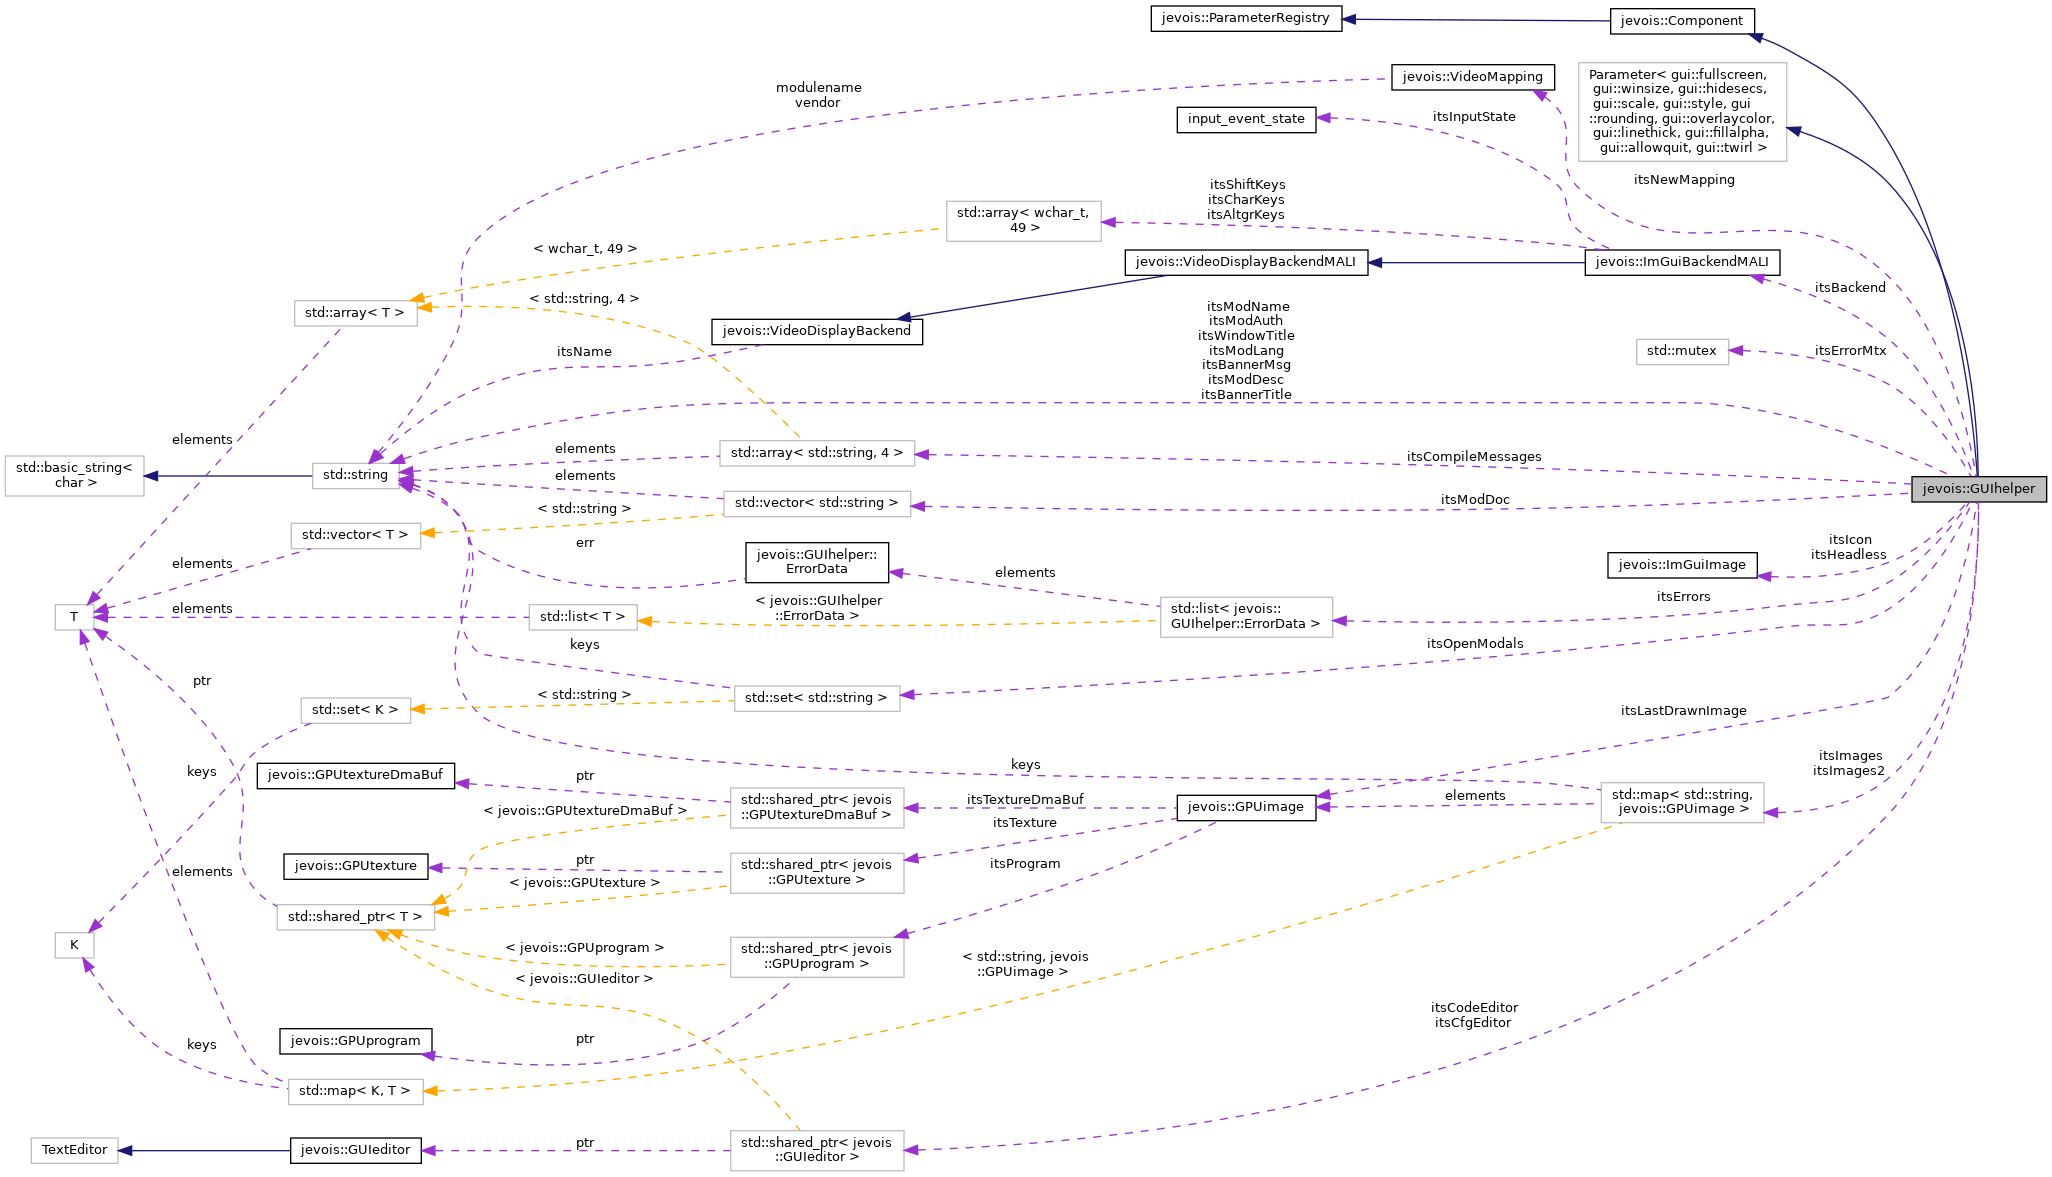 jevois::ParameterRegistry
jevois::Component
modulename
vendor
jevois::VideoMapping
Parameter< gui::fullscreen,
gui::winsize, gui::hidesecs,
gui::scale, gui::style, gui
::rounding, gui::overlaycolor,
gui::linethick, gui::fillalpha,
gui::allowquit, gui::twirl >
input_event_state
itsInputState
itsNewMapping
itsShiftKeys
itsCharKeys
itsAltgrKeys
std::array< wchar_t,
49 >
< wchar_t, 49 >
jevois::VideoDisplayBackendMALI
jevois::ImGuiBackendMALI
itsBackend
< std::string, 4 >
std::array< T >
jevois::VideoDisplayBackend
itsModName
itsModAuth
itsWindowTitle
itsModLang
itsBannerMsg
itsModDesc
itsBannerTitle
itsName
std::mutex
itsErrorMtx
elements
std::basic_string<
char >
std::string
elements
std::array< std::string, 4 >
itsCompileMessages
elements
std::vector< std::string >
itsModDoc
jevois::GUIhelper
< std::string >
std::vector< T >
err
jevois::GUIhelper::
ErrorData
itsIcon
itsHeadless
elements
elements
jevois::ImGuiImage
T
elements
std::list< T >
< jevois::GUIhelper
::ErrorData >
std::list< jevois::
GUIhelper::ErrorData >
itsErrors
keys
itsOpenModals
ptr
std::set< K >
< std::string >
std::set< std::string >
itsLastDrawnImage
keys
keys
itsImages
itsImages2
jevois::GPUtextureDmaBuf
ptr
< jevois::GPUtextureDmaBuf >
std::shared_ptr< jevois
::GPUtextureDmaBuf >
itsTextureDmaBuf
jevois::GPUimage
elements
std::map< std::string,
jevois::GPUimage >
itsTexture
jevois::GPUtexture
ptr
std::shared_ptr< jevois
::GPUtexture >
itsProgram
elements
< jevois::GPUtexture >
std::shared_ptr< T >
K
< jevois::GPUprogram >
std::shared_ptr< jevois
::GPUprogram >
< std::string, jevois
::GPUimage >
< jevois::GUIeditor >
itsCodeEditor
itsCfgEditor
keys
jevois::GPUprogram
ptr
std::map< K, T >
TextEditor
jevois::GUIeditor
ptr
std::shared_ptr< jevois
::GUIeditor >